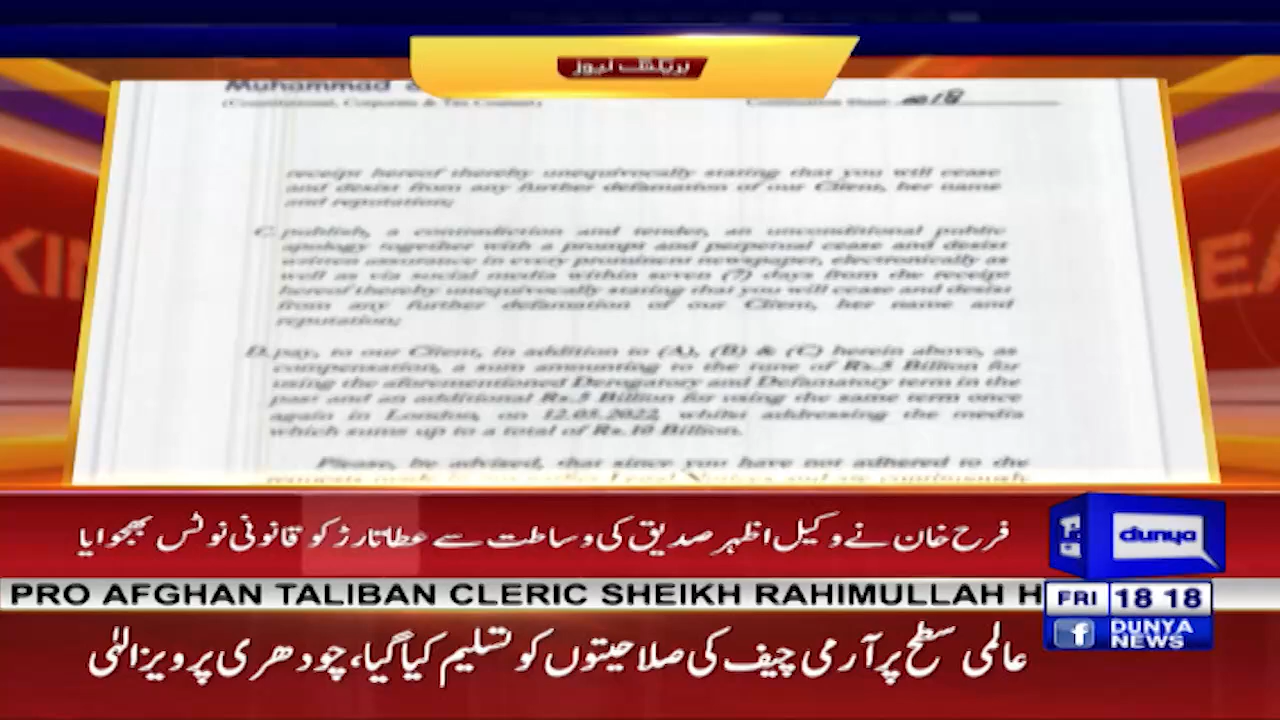 بریکنگ نیوز
Muhammad
(Constitutional, Corporate & Tax Counsel)
receipt hereof thereby unequivocally stating that you will cease
and desist from any further defamation of our Client, her name
and reputation;
C. publish, a contradiction and tender, an unconditional public
apology together with a prompt and perpetual cease and desist
written assurance in every prominent newspaper, electronically as
well as via social media within seven (7) days from the receipt
hereof thereby unequivocally stating that you will cease and desist
from any further defamation of our Client, her name and
reputation;
D. pay, to our Client, in addition to (A), (B) & (C) herein above, as
compensation, a sum amounting to the tune of Rs.5 Billion for
using the aforementioned Derogatory and Defamatory term in the
past and an additional Rs.5 Billion for using the same term once
again in London, on 12.05.2022, whilst addressing the media
which sums up to a total of Rs.10 Billion.
Please, be advised, that since you have not adhered to the
فرح خان نے وکیل اظہر صدیق کی وساطت سے عطا تارڑ کو قانونی نوٹس بھجوایا
dunya
PRO AFGHAN TALIBAN CLERIC SHEIKH RAHIMULLAH H
FRI 18 18
DUNYA
NEWS
عالمی سطح پر آرمی چیف کی صلاحیتوں کو تسلیم کیا گیا، چودھری پرویز الٰہی